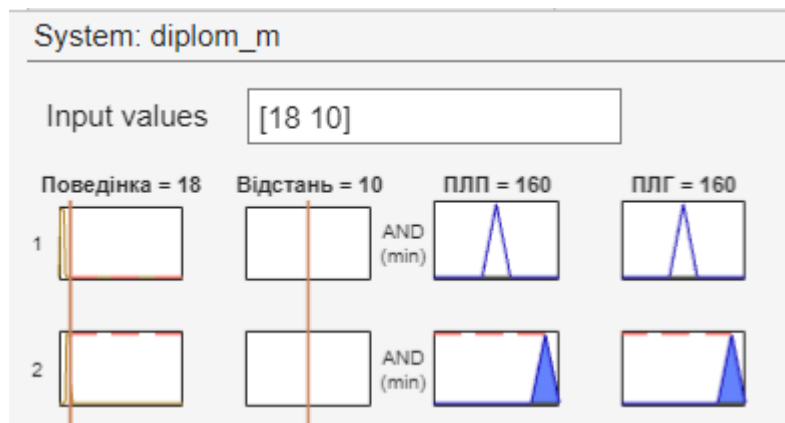 System: diplom_m
Input values [18 10]
Поведінка = 18 Відстань = 10 ПЛП = 160 ПЛГ = 160
1 AND
(min)
2 AND
(min)